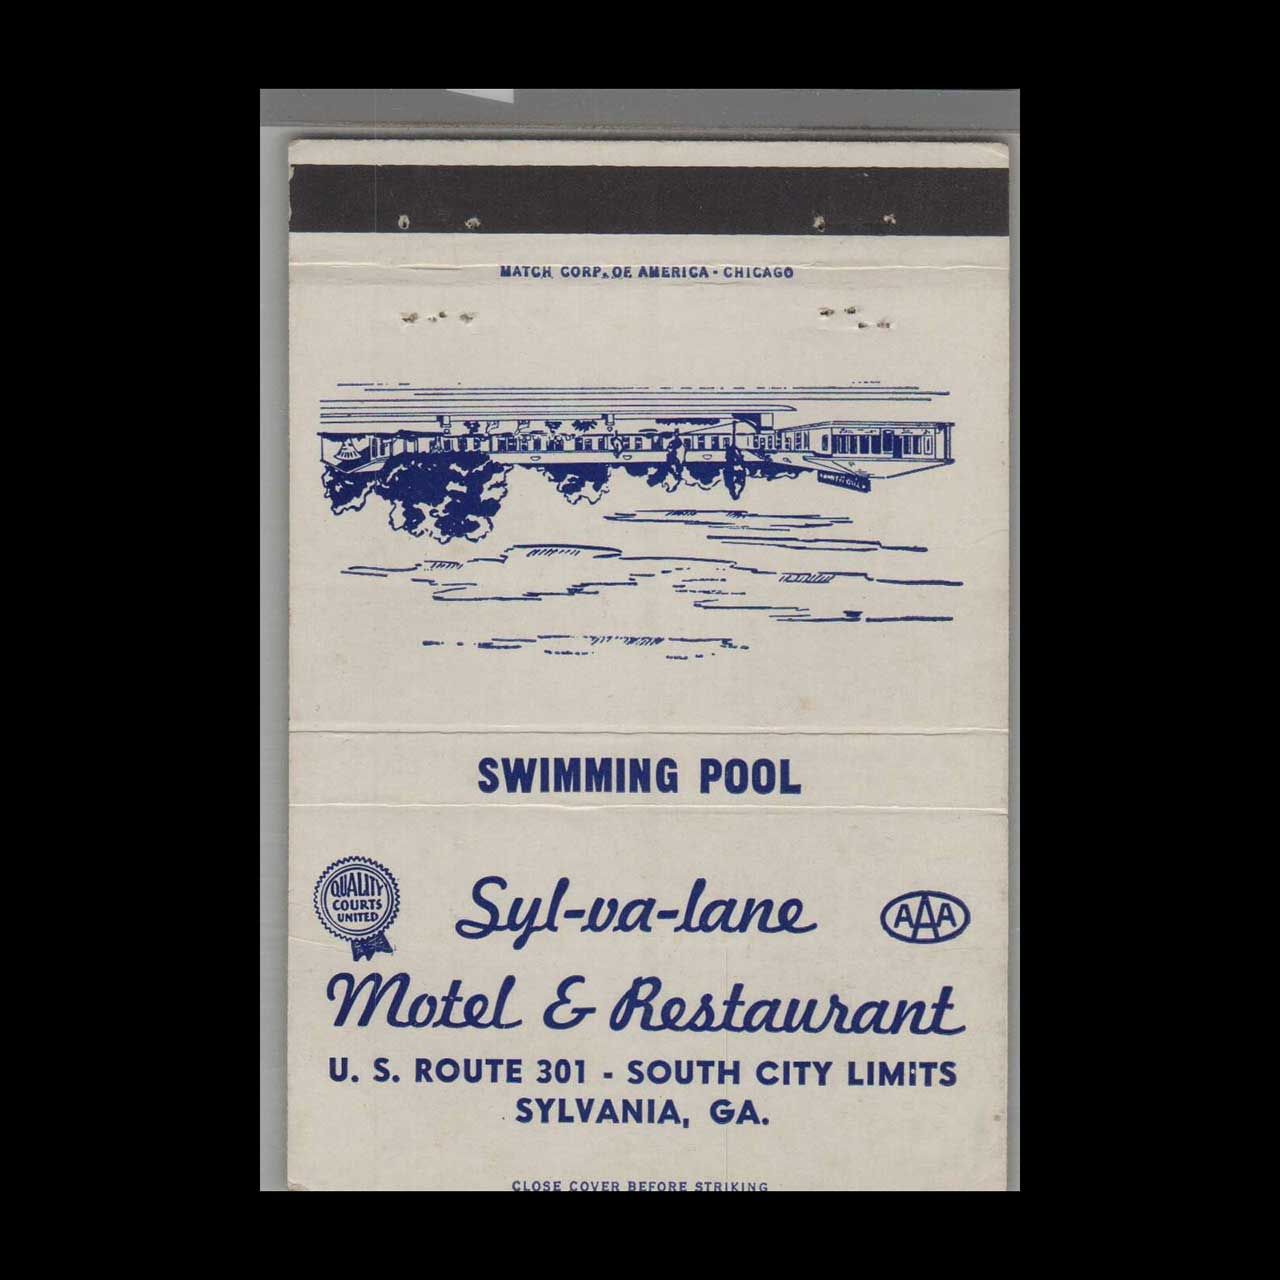 MATCH CORP. OF AMERICA - CHICAGO
SWIMMING POOL
QUALITY
COURTS
UNITED
Syl-va-lane
AAA
Motel & Restaurant
U. S. ROUTE 301 - SOUTH CITY LIMITS
SYLVANIA, GA.
CLOSE COVER BEFORE STRIKING